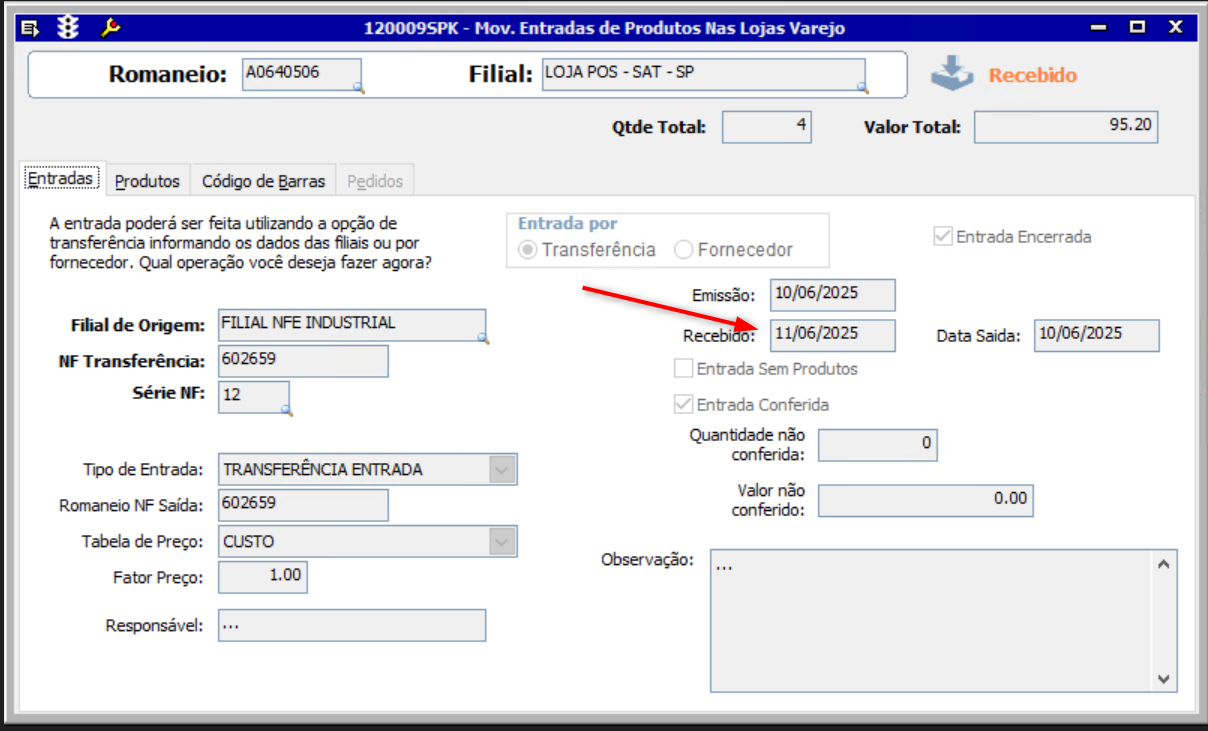 120009SPK - Mov. Entradas de Produtos Nas Lojas Varejo
Romaneio: A0640506 Filial: LOJA POS - SAT - SP Recebido
Qtde Total: 4 Valor Total: 95.20
Entradas Produtos Código de Barras Pedidos
A entrada poderá ser feita utilizando a opção de
transferência informando os dados das filiais ou por
fornecedor. Qual operação você deseja fazer agora?
Entrada por
Transferência Fornecedor
Entrada Encerrada
Emissão: 10/06/2025
Filial de Origem: FILIAL NFE INDUSTRIAL
Recebido: 11/06/2025 Data Saida: 10/06/2025
NF Transferência: 602659
Entrada Sem Produtos
Série NF: 12
Entrada Conferida
Quantidade não
conferida: 0
Tipo de Entrada: TRANSFERÊNCIA ENTRADA
Romaneio NF Saída: 602659
Valor não
conferido: 0.00
Tabela de Preço: CUSTO
Fator Preço: 1.00
Observação: ...
Responsável: ...